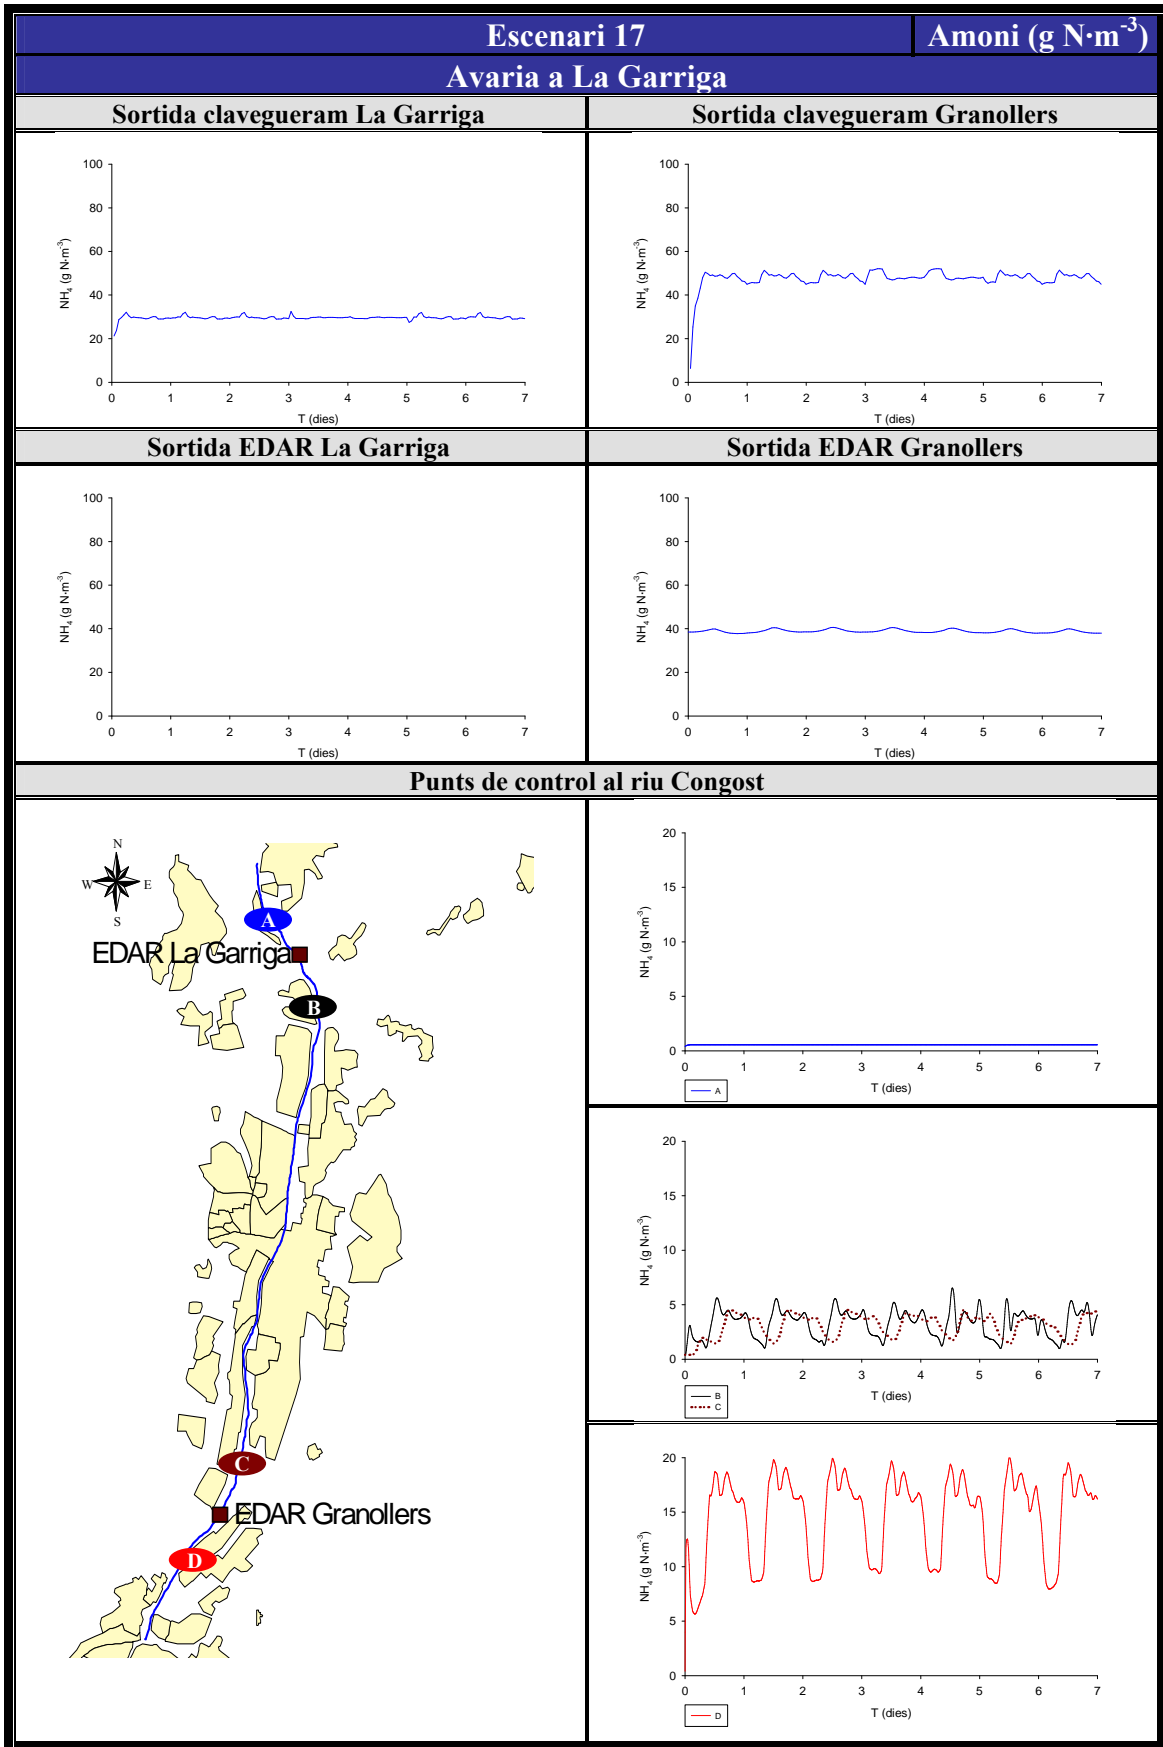 Escenari 17
Amoni (g N·m-3)
Avaria a La Garriga
Sortida clavegueram La Garriga
Sortida clavegueram Granollers
100
80
60
40
20
0
NH4 (g N·m-3)
0 1 2 3 4 5 6 7
T (dies)
100
80
60
40
20
0
NH4 (g N·m-3)
0 1 2 3 4 5 6 7
T (dies)
Sortida EDAR La Garriga
Sortida EDAR Granollers
100
80
60
40
20
0
NH4 (g N·m-3)
0 1 2 3 4 5 6 7
T (dies)
100
80
60
40
20
0
NH4 (g N·m-3)
0 1 2 3 4 5 6 7
T (dies)
Punts de control al riu Congost
N
W E
S
A
EDAR La Garriga
B
C
EDAR Granollers
D
20
15
10
5
0
NH4 (g N·m-3)
0 1 2 3 4 5 6 7
T (dies)
A
20
15
10
5
0
NH4 (g N·m-3)
0 1 2 3 4 5 6 7
T (dies)
B
C
20
15
10
5
0
NH4 (g N·m-3)
0 1 2 3 4 5 6 7
T (dies)
D